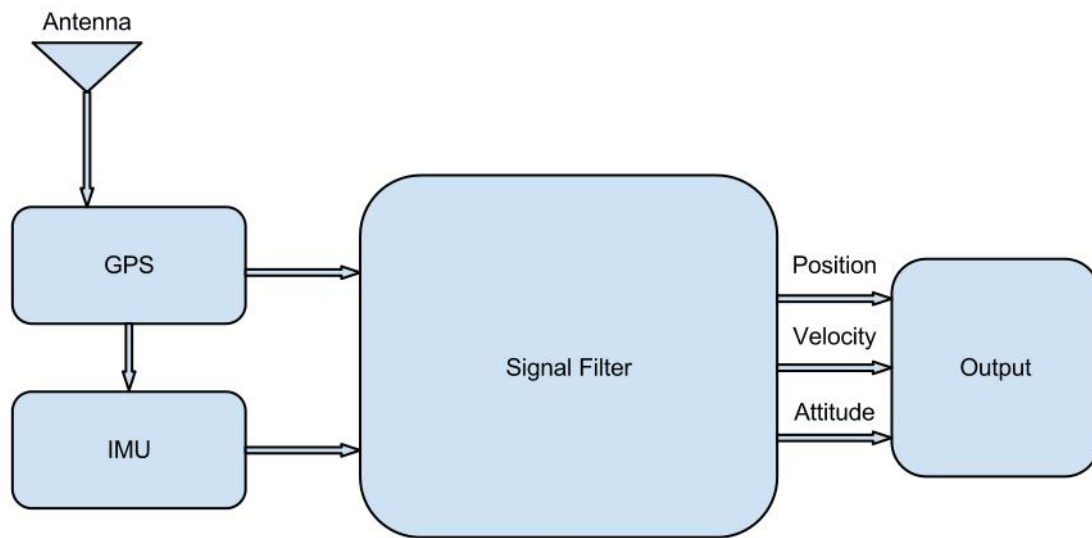 Antenna
GPS
IMU
Signal Filter
Position
Velocity
Attitude
Output